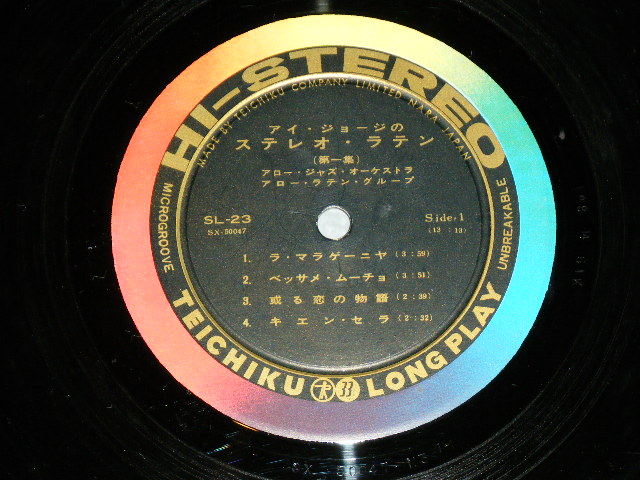 HI-STEREO
MADE BY TEICHIKU COMPANY LIMITED NARA JAPAN
アイ・ジョージの
ステレオ・ラテン
(第一集)
アロー・ジャズ・オーケストラ
アロー・ラテン・グループ
SL-23
SX-50047
Side:1
(13:13)
1. ラ・マラゲーニヤ (3:59)
2. ベッサメ・ムーチョ (3:51)
3. 或る恋の物語 (2:39)
4. キエン・セラ (2:32)
MICROGROOVE
UNBREAKABLE
TEICHIKU 33 LONG PLAY